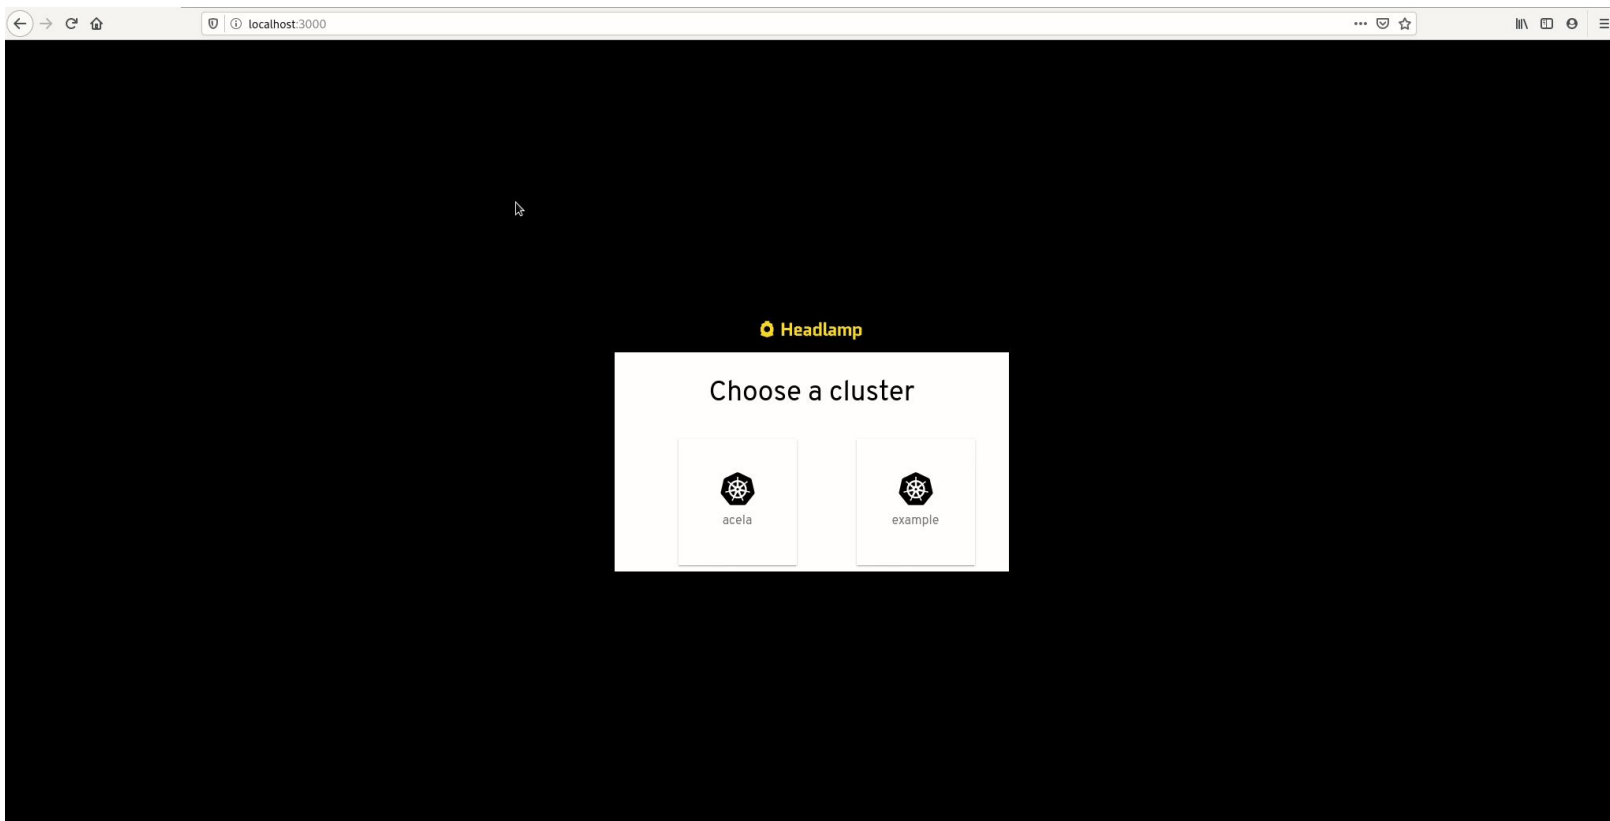 localhost:3000
Headlamp
Choose a cluster
acela
example